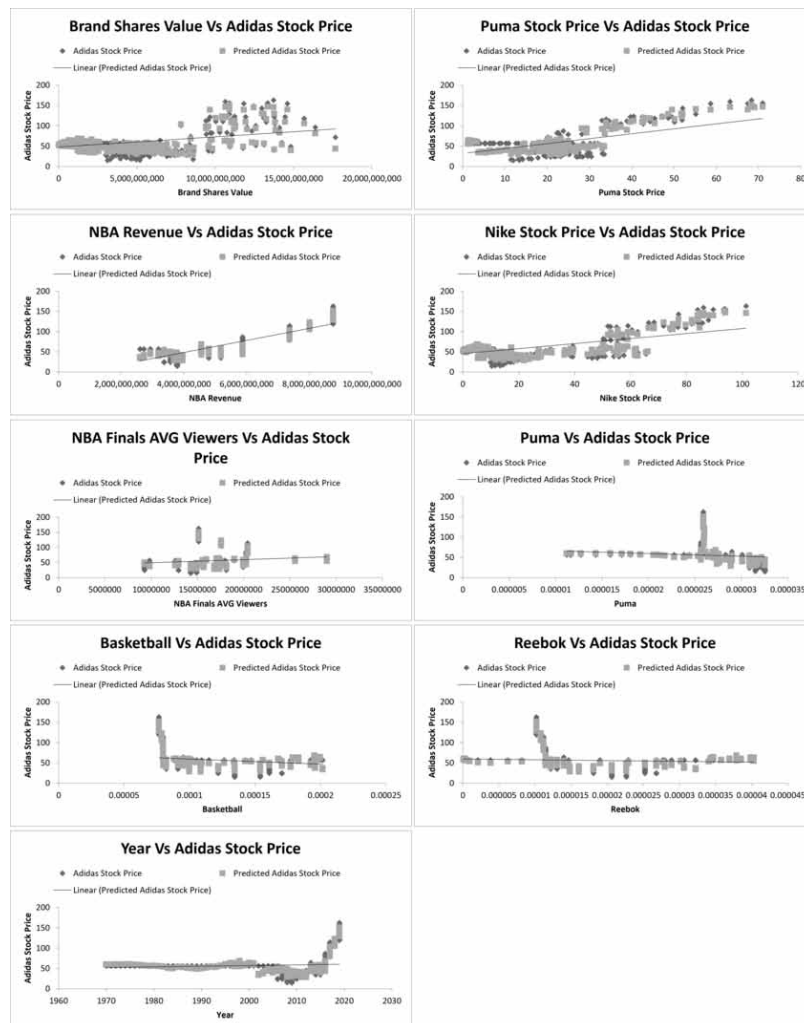 Brand Shares Value Vs Adidas Stock Price
Adidas Stock Price
Predicted Adidas Stock Price
Linear (Predicted Adidas Stock Price)
Adidas Stock Price
200
150
100
50
0
0
5,000,000,000
10,000,000,000
15,000,000,000
20,000,000,000
Brand Shares Value
Puma Stock Price Vs Adidas Stock Price
Adidas Stock Price
Predicted Adidas Stock Price
Linear (Predicted Adidas Stock Price)
Adidas Stock Price
200
150
100
50
0
0
10
20
30
40
50
60
70
80
Puma Stock Price
NBA Revenue Vs Adidas Stock Price
Adidas Stock Price
Predicted Adidas Stock Price
Linear (Predicted Adidas Stock Price)
Adidas Stock Price
200
150
100
50
0
0
2,000,000,000
4,000,000,000
6,000,000,000
8,000,000,000
10,000,000,000
NBA Revenue
Nike Stock Price Vs Adidas Stock Price
Adidas Stock Price
Predicted Adidas Stock Price
Linear (Predicted Adidas Stock Price)
Adidas Stock Price
200
150
100
50
0
0
20
40
60
80
100
120
Nike Stock Price
NBA Finals AVG Viewers Vs Adidas Stock
Price
Adidas Stock Price
Predicted Adidas Stock Price
Linear (Predicted Adidas Stock Price)
Adidas Stock Price
200
150
100
50
0
0
5000000
10000000
15000000
20000000
25000000
30000000
35000000
NBA Finals AVG Viewers
Puma Vs Adidas Stock Price
Adidas Stock Price
Predicted Adidas Stock Price
Linear (Predicted Adidas Stock Price)
Adidas Stock Price
200
150
100
50
0
0
0.000005
0.00001
0.000015
0.00002
0.000025
0.00003
0.000035
Puma
Basketball Vs Adidas Stock Price
Adidas Stock Price
Predicted Adidas Stock Price
Linear (Predicted Adidas Stock Price)
Adidas Stock Price
200
150
100
50
0
0
0.00005
0.0001
0.00015
0.0002
0.00025
Basketball
Reebok Vs Adidas Stock Price
Adidas Stock Price
Predicted Adidas Stock Price
Linear (Predicted Adidas Stock Price)
Adidas Stock Price
200
150
100
50
0
0
0.000005
0.00001
0.000015
0.00002
0.000025
0.00003
0.000035
0.00004
0.000045
Reebok
Year Vs Adidas Stock Price
Adidas Stock Price
Predicted Adidas Stock Price
Linear (Predicted Adidas Stock Price)
Adidas Stock Price
200
150
100
50
0
1960
1970
1980
1990
2000
2010
2020
2030
Year